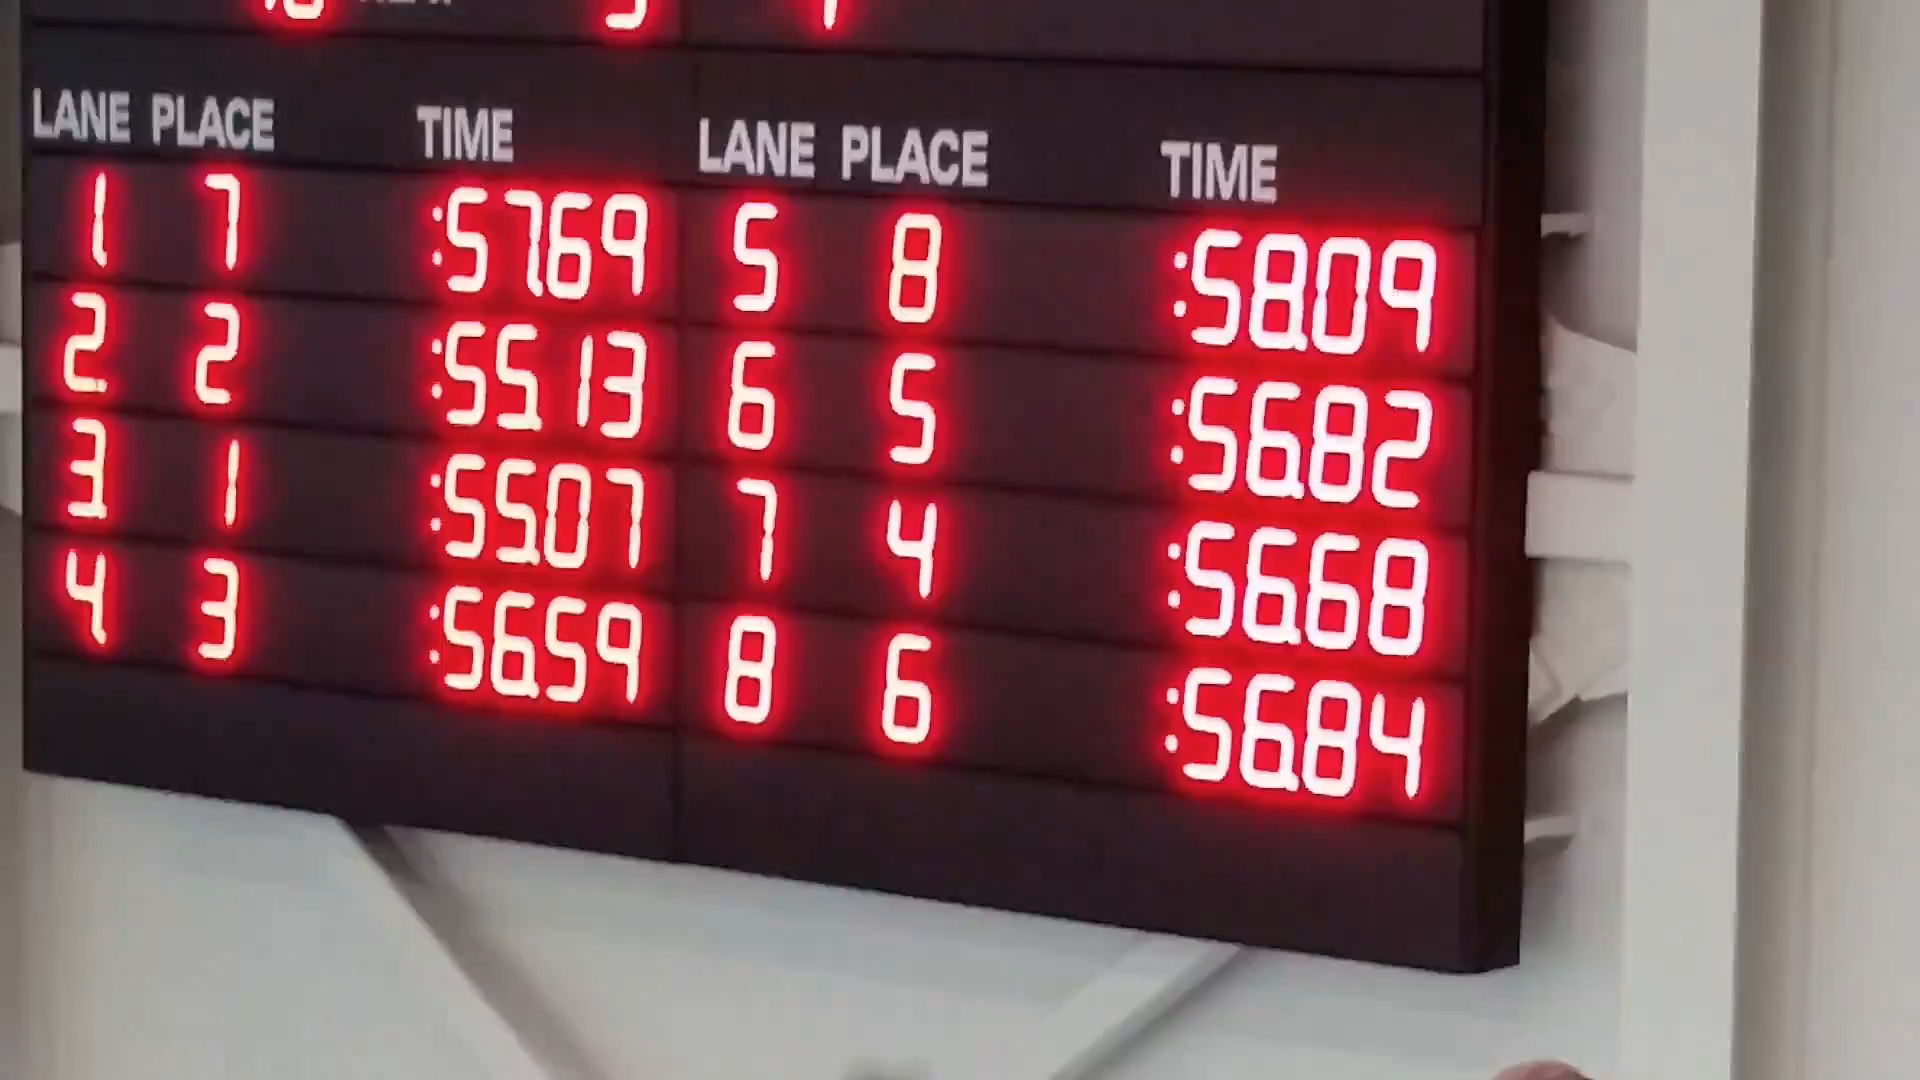 LANE PLACE TIME LANE PLACE TIME
1 7 :57.69 5 8 :58.09
2 2 :55.13 6 5 :56.82
3 1 :55.07 7 4 :56.68
4 3 :56.59 8 6 :56.84